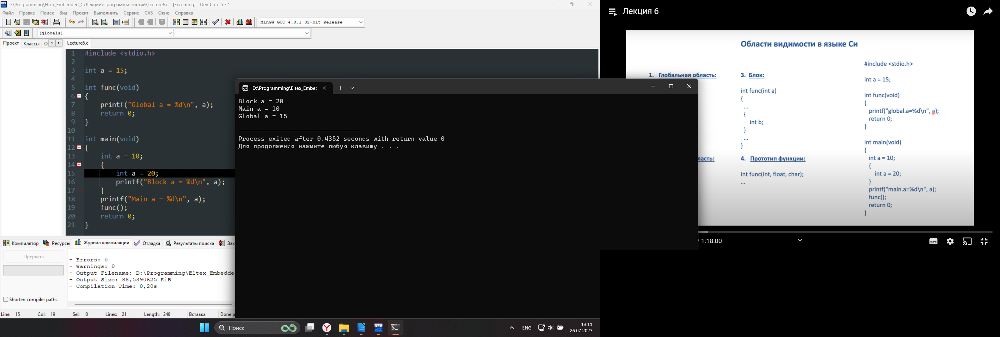 D:\Programming\Eltex_Embedded_C\Лекции\Программы лекций\Lecture6.c - [Executing] - Dev-C++ 5.7.1
Файл Правка Поиск Вид Проект Выполнить Сервис CVS Окно Справка
MinGW GCC 4.8.1 32-bit Release
(globals)
Проект Классы О
Lecture6.c
1 #include <stdio.h>
2
3 int a = 15;
4
5 int func(void)
6 {
7 printf("Global a = %d\n", a);
8 return 0;
9 }
10
11 int main(void)
12 {
13 int a = 10;
14 {
15 int a = 20;
16 printf("Block a = %d\n", a);
17 }
18 printf("Main a = %d\n", a);
19 func();
20 return 0;
21 }
D:\Programming\Eltex_Embe
Block a = 20
Main a = 10
Global a = 15
--------------------------------
Process exited after 0.4352 seconds with return value 0
Для продолжения нажмите любую клавишу . . .
Компилятор Ресурсы Журнал компиляции Отладка Результаты поиска Зак
Прервать
Shorten compiler paths
--------
- Errors: 0
- Warnings: 0
- Output Filename: D:\Programming\Eltex_Embedde
- Output Size: 88,5390625 KiB
- Compilation Time: 0,20s
Line: 15 Col: 19 Sel: 0 Lines: 21 Length: 248 Вставка Done p
Поиск
DEV
ENG
13:11
26.07.2023
Лекция 6
Области видимости в языке Си
1. Глобальная область:
ласть:
3. Блок:
int func(int a)
{
...
{
int b;
}
...
}
4. Прототип функции:
int func(int, float, char);
...
#include <stdio.h>
int a = 15;
int func(void)
{
printf("global.a=%d\n", a);
return 0;
}
int main(void)
{
int a = 10;
{
int a = 20;
}
printf("main.a=%d\n", a);
func();
return 0;
}
/ 1:18:00